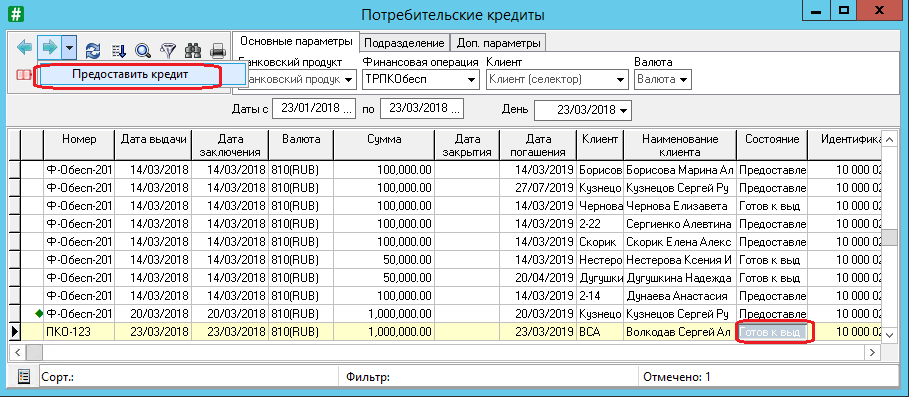 Потребительские кредиты
Основные параметры Подразделение Доп. параметры
Банковский продукт Финансовая операция Клиент Валюта
Предоставить кредит
Банковский продук ТРПКОбесп Клиент (селектор) Валюта
Даты с 23/01/2018 ... по 23/03/2018 ... День 23/03/2018
Номер Дата выдачи Дата заключения Валюта Сумма Дата закрытия Дата погашения Клиент Наименование клиента Состояние Идентифика
Ф-Обесп-201 14/03/2018 14/03/2018 810(RUB) 100,000.00 14/03/2019 Борисов Борисова Марина Ал Предоставле 10 000 02
Ф-Обесп-201 14/03/2018 14/03/2018 810(RUB) 100,000.00 27/07/2019 Кузнецо Кузнецов Сергей Ру Предоставле 10 000 02
Ф-Обесп-201 14/03/2018 14/03/2018 810(RUB) 100,000.00 14/03/2019 Чернова Чернова Елизавета Готов к выд 10 000 02
Ф-Обесп-201 14/03/2018 14/03/2018 810(RUB) 100,000.00 14/03/2019 2-22 Сергиенко Алевтина Предоставле 10 000 02
Ф-Обесп-201 14/03/2018 14/03/2018 810(RUB) 100,000.00 14/03/2019 Скорик Скорик Елена Алекс Предоставле 10 000 02
Ф-Обесп-201 14/03/2018 14/03/2018 810(RUB) 50,000.00 14/03/2019 Нестеро Нестерова Ксения И Готов к выд 10 000 02
Ф-Обесп-201 14/03/2018 14/03/2018 810(RUB) 50,000.00 20/04/2019 Дугушки Дугушкина Надежда Готов к выд 10 000 02
Ф-Обесп-201 14/03/2018 14/03/2018 810(RUB) 100,000.00 14/03/2019 2-14 Дунаева Анастасия Предоставле 10 000 02
Ф-Обесп-201 20/03/2018 20/03/2018 810(RUB) 1,000,000.00 20/03/2019 Кузнецо Кузнецов Сергей Ру Предоставле 10 000 02
ПКО-123 23/03/2018 23/03/2018 810(RUB) 1,000,000.00 23/03/2019 ВСА Волкодав Сергей Ал Готов к выд 10 000 02
Сорт.: Фильтр: Отмечено: 1